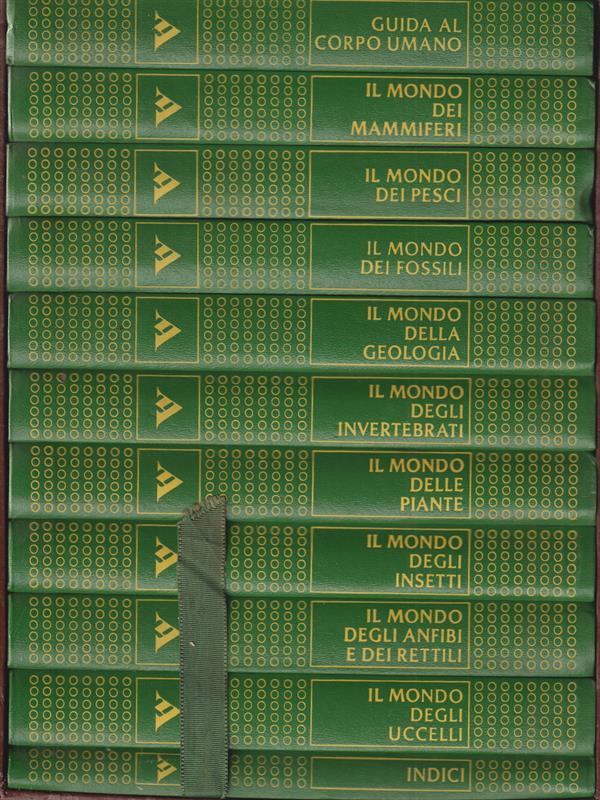 GUIDA AL
CORPO UMANO
IL MONDO
DEI
MAMMIFERI
IL MONDO
DEI PESCI
IL MONDO
DEI FOSSILI
IL MONDO
DELLA
GEOLOGIA
IL MONDO
DEGLI
INVERTEBRATI
IL MONDO
DELLE
PIANTE
IL MONDO
DEGLI
INSETTI
IL MONDO
DEGLI ANFIBI
E DEI RETTILI
IL MONDO
DEGLI
UCCELLI
INDICI